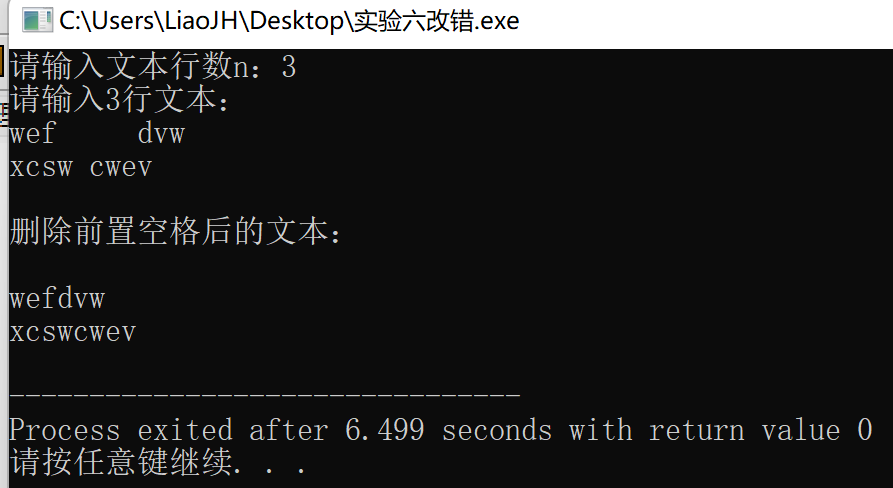 C:\Users\LiaoJH\Desktop\实验六改错.exe
请输入文本行数n：3
请输入3行文本：
wef     dvw
xcsw cwev
删除前置空格后的文本：
wefdvw
xcswcwev
--------------------------------
Process exited after 6.499 seconds with return value 0
请按任意键继续. . .